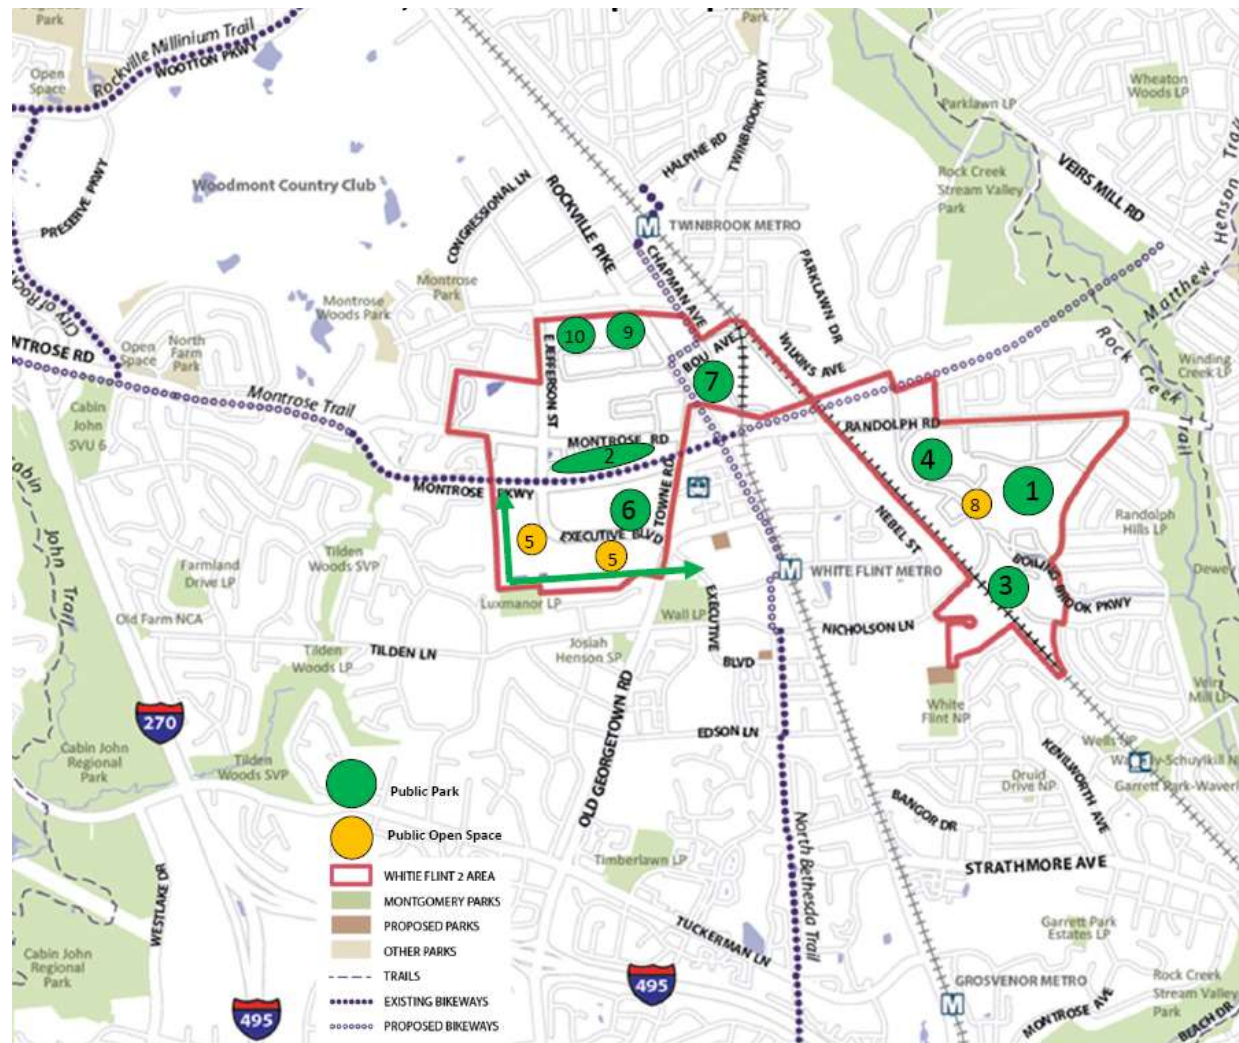 Park
Park
Rockville Millinium Trail
WOOTTON PKWY
Open
Space
Parklawn LP
Wheaton
Woods LP
TWINBROOK PKWY
HALPINE RD
VEIRS MILL RD
Henson
Matthew
Woodmont Country Club
PRESERVE PKWY
CONGRESSIONAL LN
ROCKVILLE PIKE
Rock Creek
Stream Valley
Park
M
TWINBROOK METRO
CHAPMAN AVE
PARKLAWN DR
Montrose
Park
Montrose
Woods Park
City of Rock
NTROSE RD
Open
Space
North
Farm
Park
Montrose Trail
Cabin
John
SVU 6
10
9
E JEFFERSON ST
BOU AVE
WILKINS AVE
7
Rock Creek Trail
Winding
Creek LP
MONTROSE RD
2
RANDOLPH RD
4
1
8
MONTROSE PKWY
6
TOWNE RD
EXECUTIVE BLVD
5
5
NEBEL ST
Randolph
Hills LP
Cabin John Trail
Tilden
Woods SVP
Farmland
Drive LP
Old Farm NCA
Luxmanor LP
Wall LP
M
WHITE FLINT METRO
3
BOILING BROOK PKWY
Dewey
EXECUTIVE
BLVD
NICHOLSON LN
Tilden
Woods LP
TILDEN LN
Josiah
Henson SP
White
Flint NP
270
Cabin John
Regional
Park
Tilden
Woods SVP
OLD GEORGETOWN RD
EDSON LN
KENILWORTH AVE
Druid
Drive NP
Public Park
Public Open Space
WHITIE FLINT 2 AREA
MONTGOMERY PARKS
PROPOSED PARKS
OTHER PARKS
TRAILS
EXISTING BIKEWAYS
PROPOSED BIKEWAYS
WESTLAKE DR
Timberlawn LP
BANGOR DR
North Bethesda Trail
STRATHMORE AVE
TUCKERMAN LN
Garrett Park
Estates LP
Cabin John
Regional
Park
495
495
GROSVENOR METRO
M
MONTROSE AVE
Rock Creek
Stream Valley
Park
BEACH DR